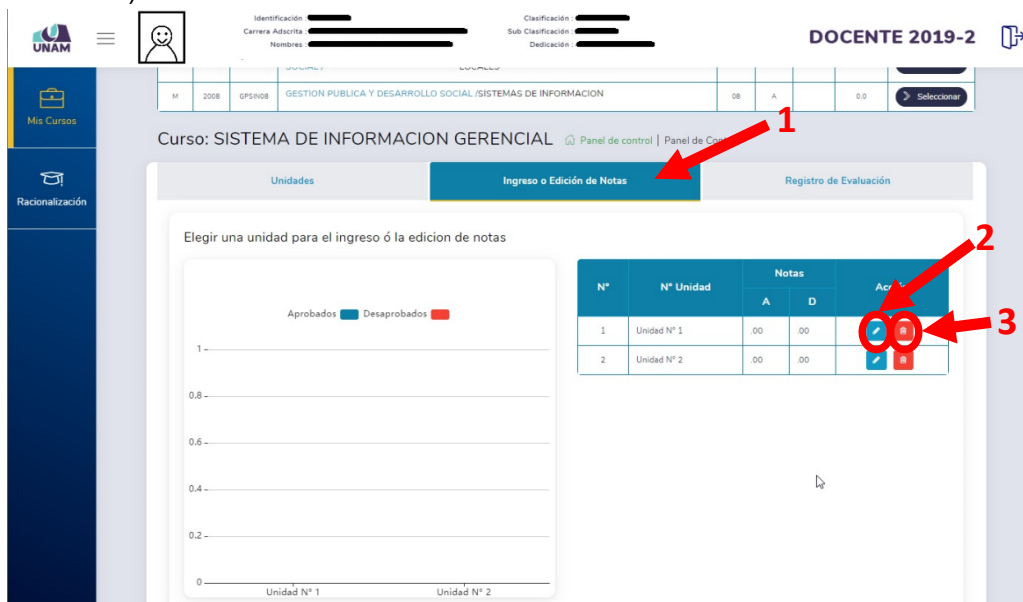 )
Identificación :
Carrera Adscrita :
Nombres :
Clasificación :
Sub Clasificación :
Dedicación :
UNAM
DOCENTE 2019-2
SOCIAL / LOCALES
M 2008 GPSIN08 GESTION PUBLICA Y DESARROLLO SOCIAL /SISTEMAS DE INFORMACION 08 A 0.0 Seleccionar
Mis Cursos
Racionalización
Curso: SISTEMA DE INFORMACION GERENCIAL Panel de control | Panel de
1
Unidades Ingreso o Edición de Notas Registro de Evaluación
Elegir una unidad para el ingreso ó la edicion de notas
2
Aprobados Desaprobados
N° N° Unidad Notas
A D
1 Unidad N° 1 .00 .00
3
2 Unidad N° 2 .00 .00
1
0.8
0.6
0.4
0.2
0
Unidad N° 1 Unidad N° 2